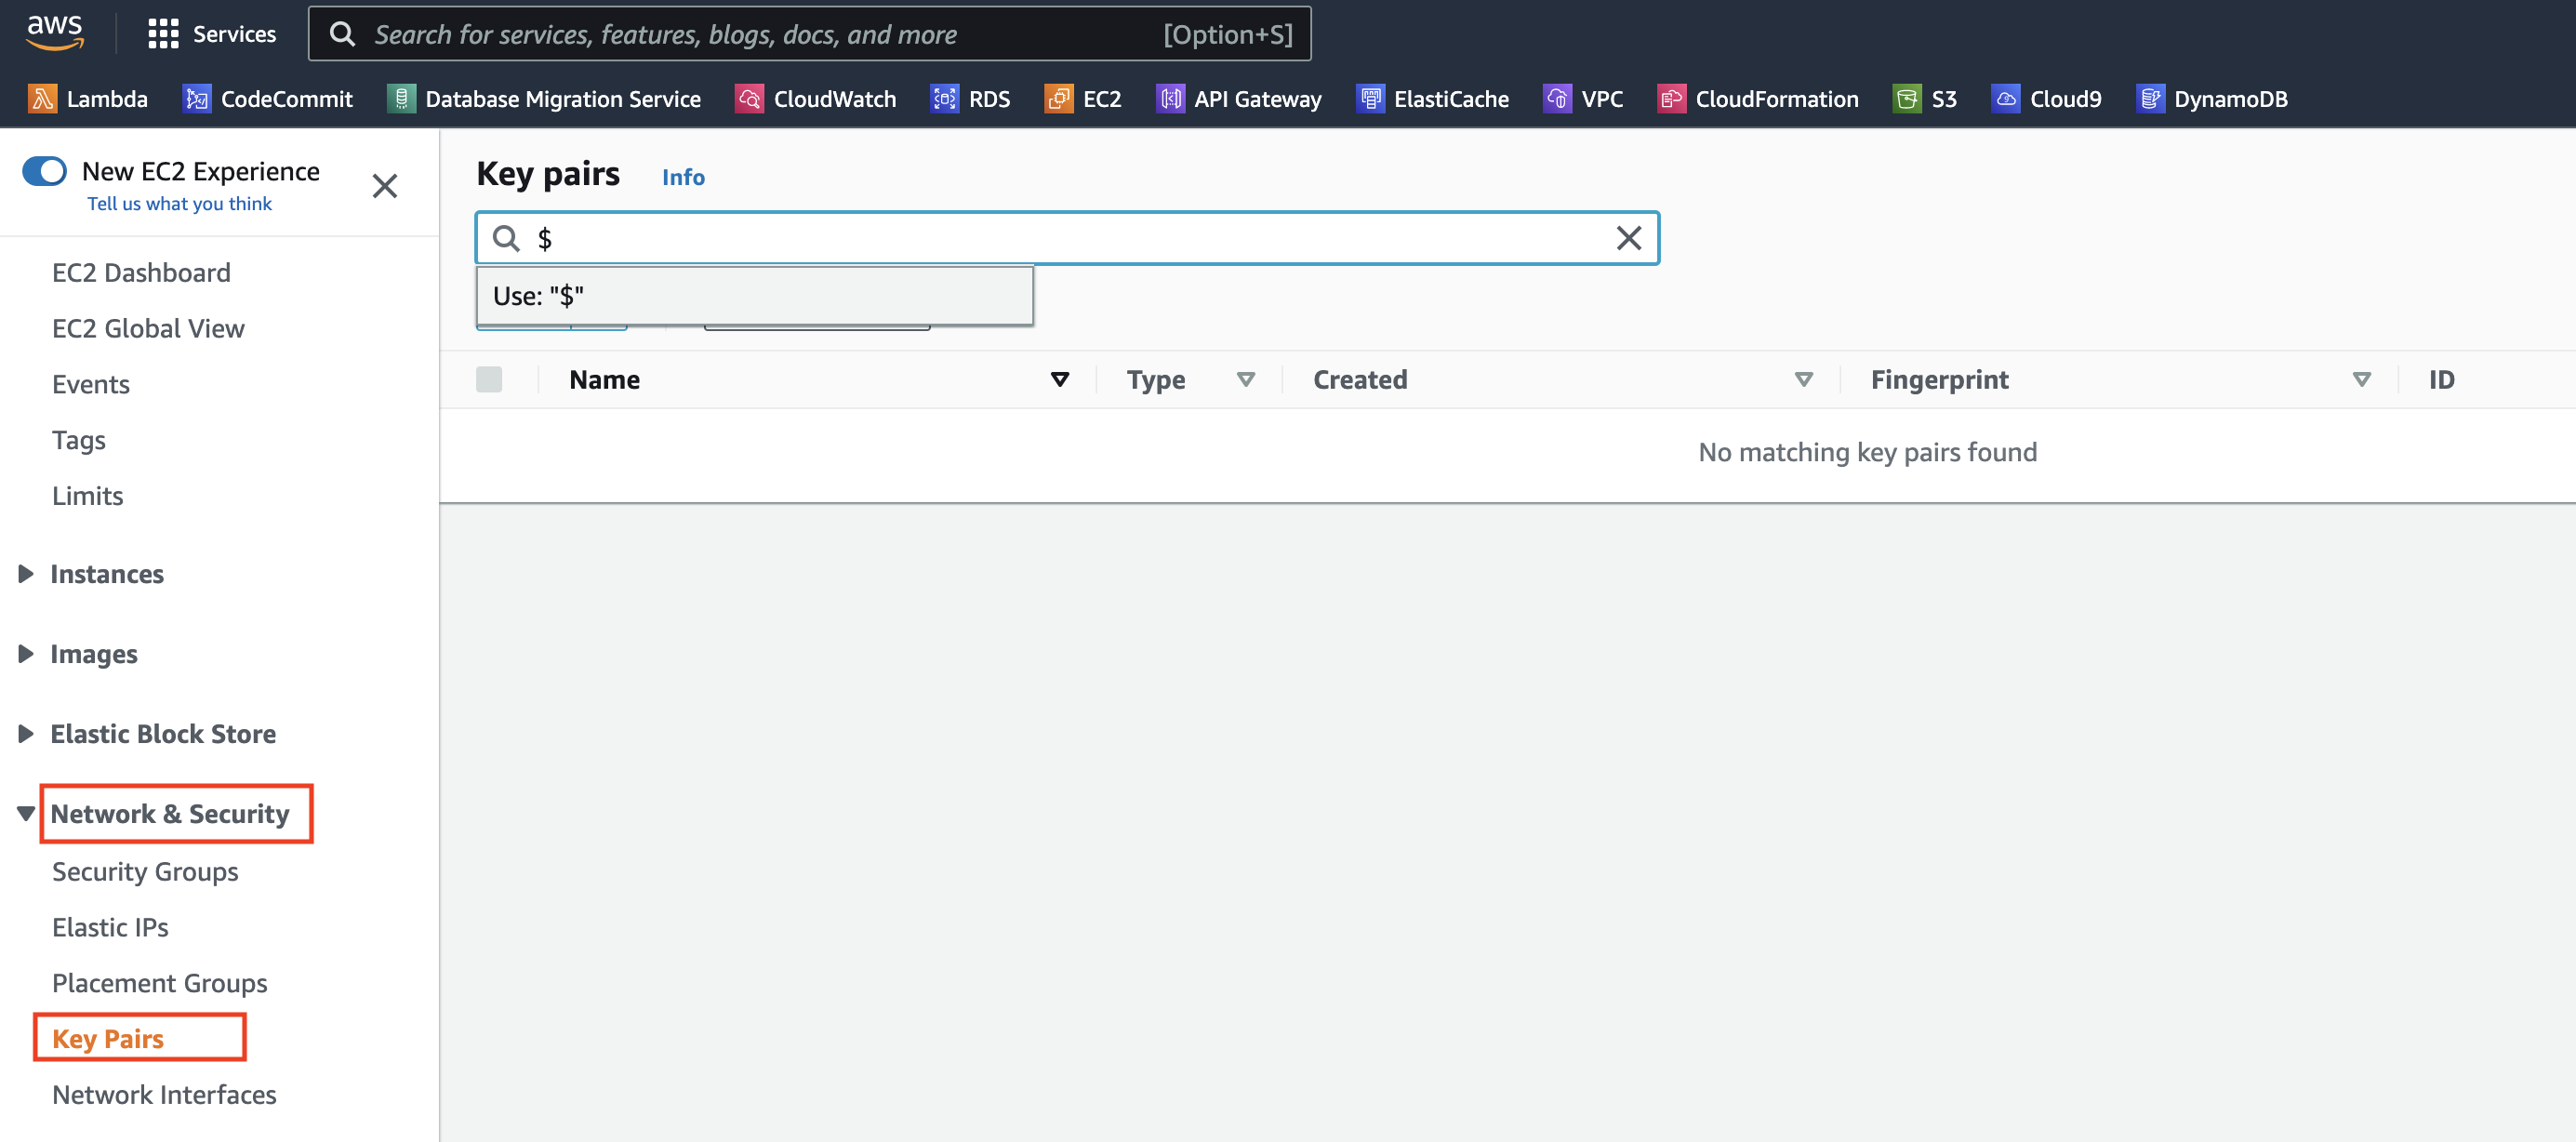 aws
Services
Search for services, features, blogs, docs, and more [Option+S]
Lambda CodeCommit Database Migration Service CloudWatch RDS EC2 API Gateway ElastiCache VPC CloudFormation S3 Cloud9 DynamoDB
New EC2 Experience
Tell us what you think
EC2 Dashboard
EC2 Global View
Events
Tags
Limits
Instances
Images
Elastic Block Store
Network & Security
Security Groups
Elastic IPs
Placement Groups
Key Pairs
Network Interfaces
Key pairs Info
$
Use: "$"
Name Type Created Fingerprint ID
No matching key pairs found